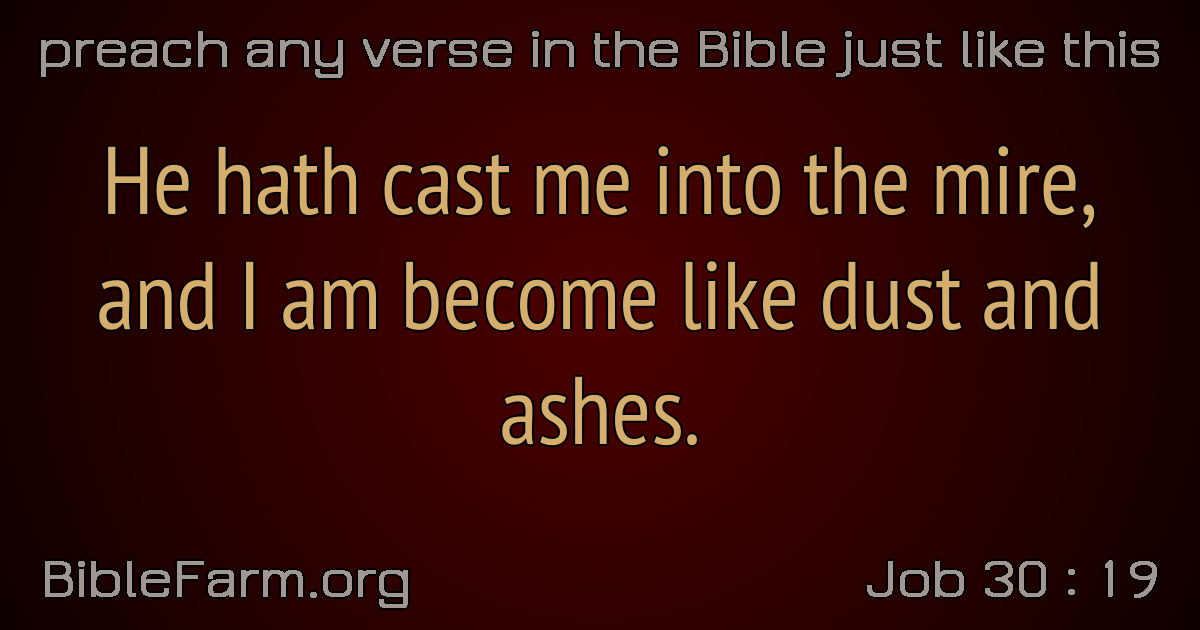 preach any verse in the Bible just like this
He hath cast me into the mire,
and I am become like dust and
ashes.
BibleFarm.org
Job 30 : 19